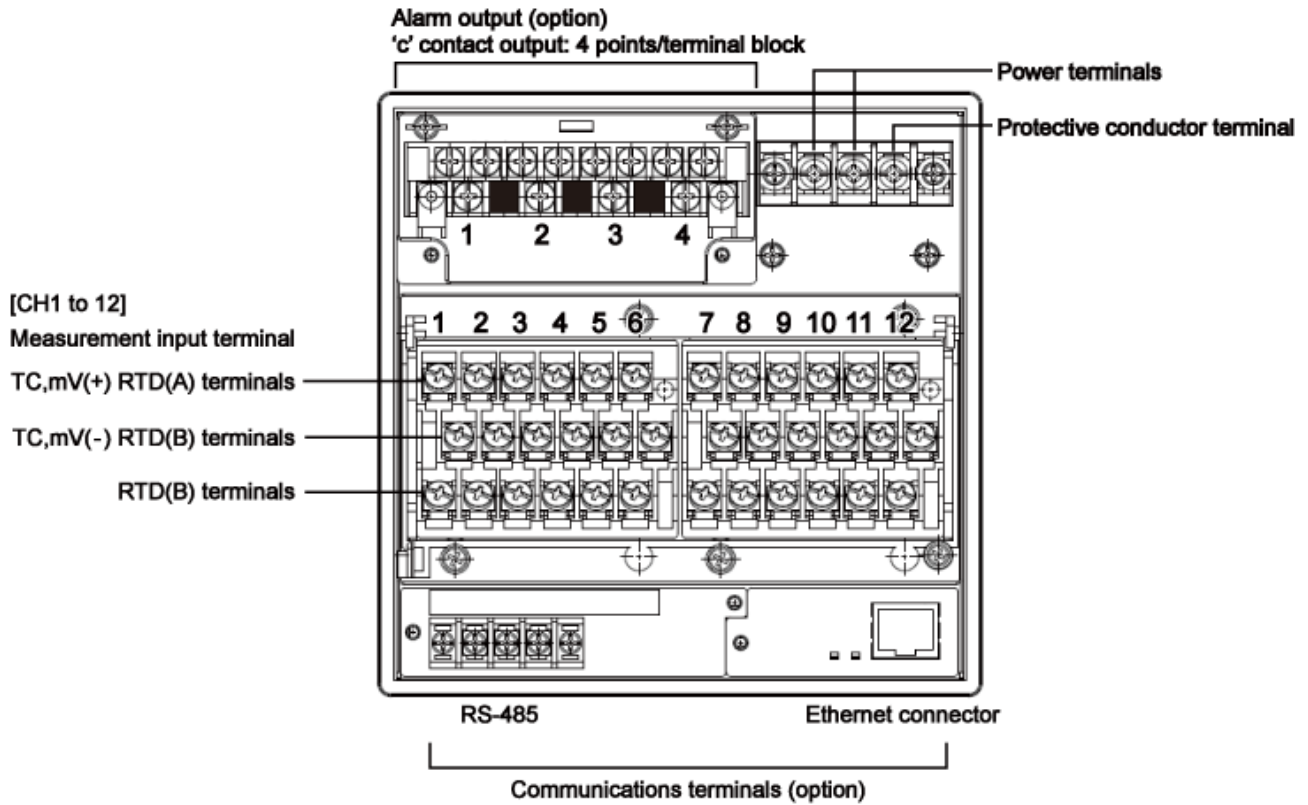 Alarm output (option)
‘c’ contact output: 4 points/terminal block
Power terminals
Protective conductor terminal
1 2 3 4
[CH1 to 12]
Measurement input terminal
1 2 3 4 5 6 7 8 9 10 11 12
TC,mV(+) RTD(A) terminals
TC,mV(-) RTD(B) terminals
RTD(B) terminals
RS-485
Ethernet connector
Communications terminals (option)